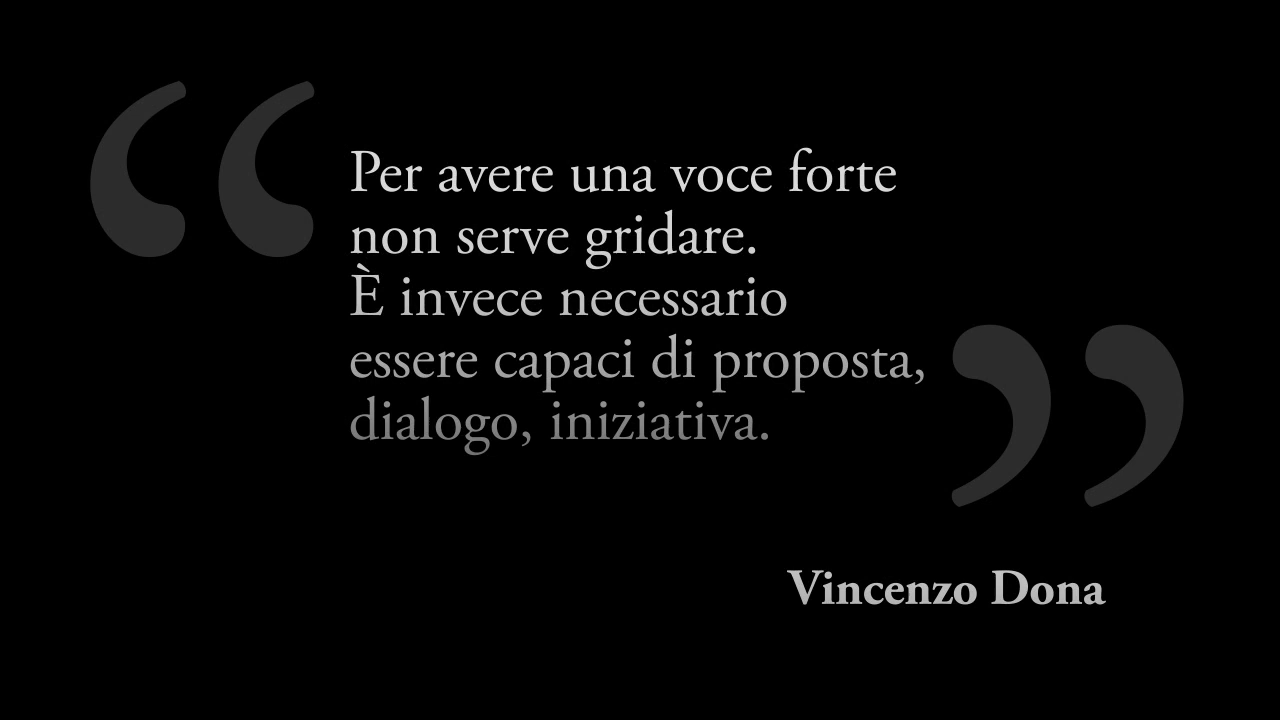 “
Per avere una voce forte
non serve gridare.
È invece necessario
essere capaci di proposta,
dialogo, iniziativa.
”
Vincenzo Dona